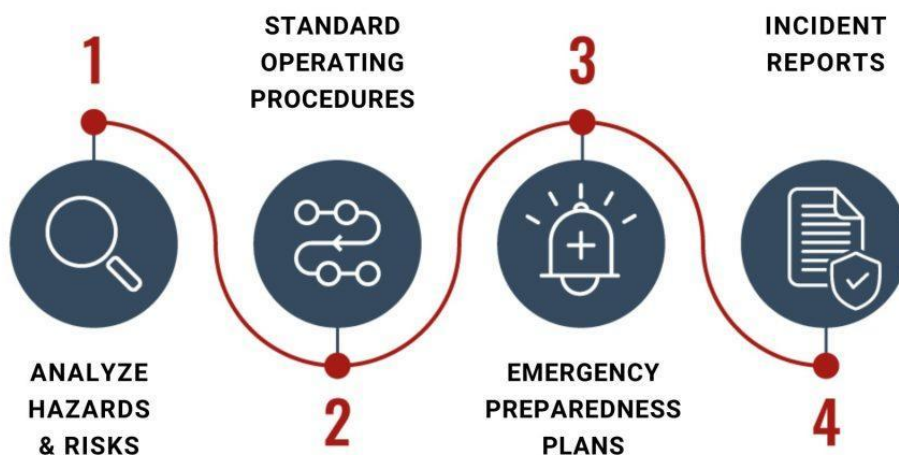 1
ANALYZE
HAZARDS
& RISKS
STANDARD
OPERATING
PROCEDURES
2
3
EMERGENCY
PREPAREDNESS
PLANS
INCIDENT
REPORTS
4